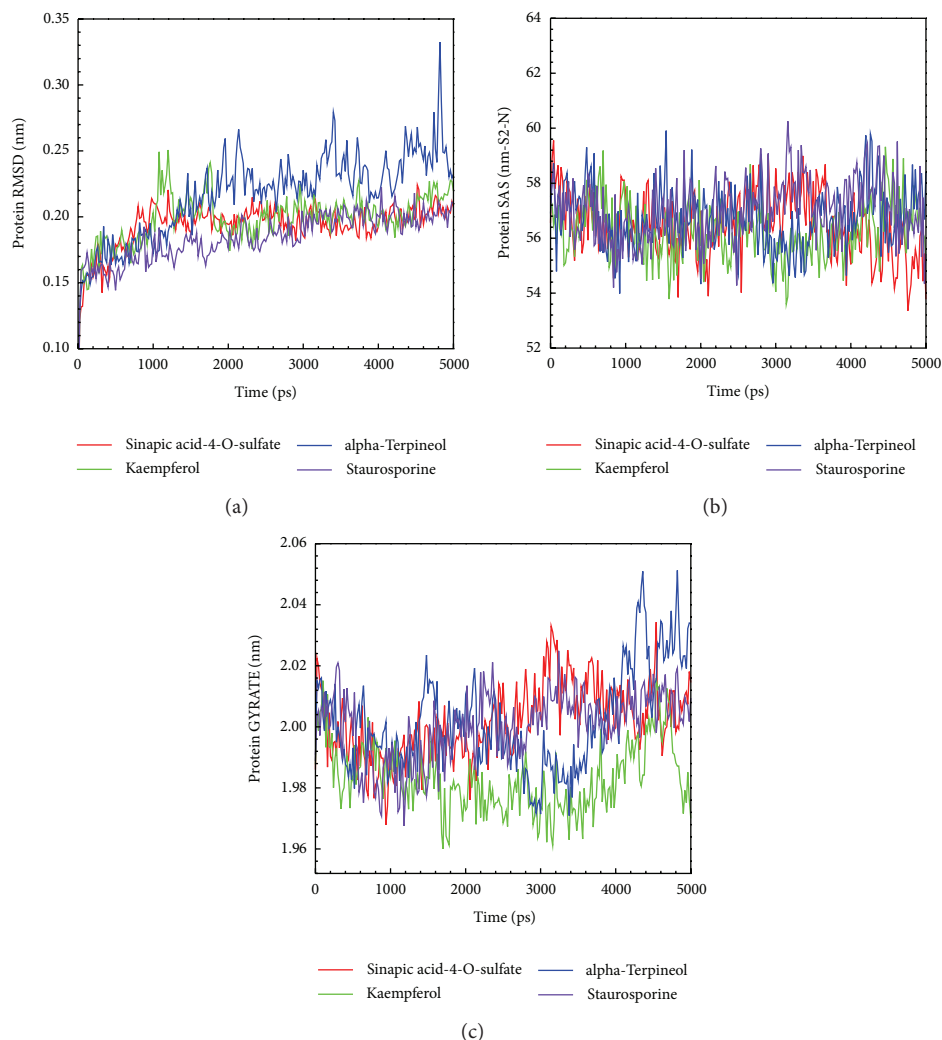 0.35
0.30
0.25
0.20
0.15
0.10
Protein RMSD (nm)
0 1000 2000 3000 4000 5000
Time (ps)
Sinapic acid-4-O-sulfate alpha-Terpineol
Kaempferol Staurosporine
(a)
64
62
60
58
56
54
52
Protein SAS (nm-S2-N)
0 1000 2000 3000 4000 5000
Time (ps)
Sinapic acid-4-O-sulfate alpha-Terpineol
Kaempferol Staurosporine
(b)
2.06
2.04
2.02
2.00
1.98
1.96
Protein GYRATE (nm)
0 1000 2000 3000 4000 5000
Time (ps)
Sinapic acid-4-O-sulfate alpha-Terpineol
Kaempferol Staurosporine
(c)